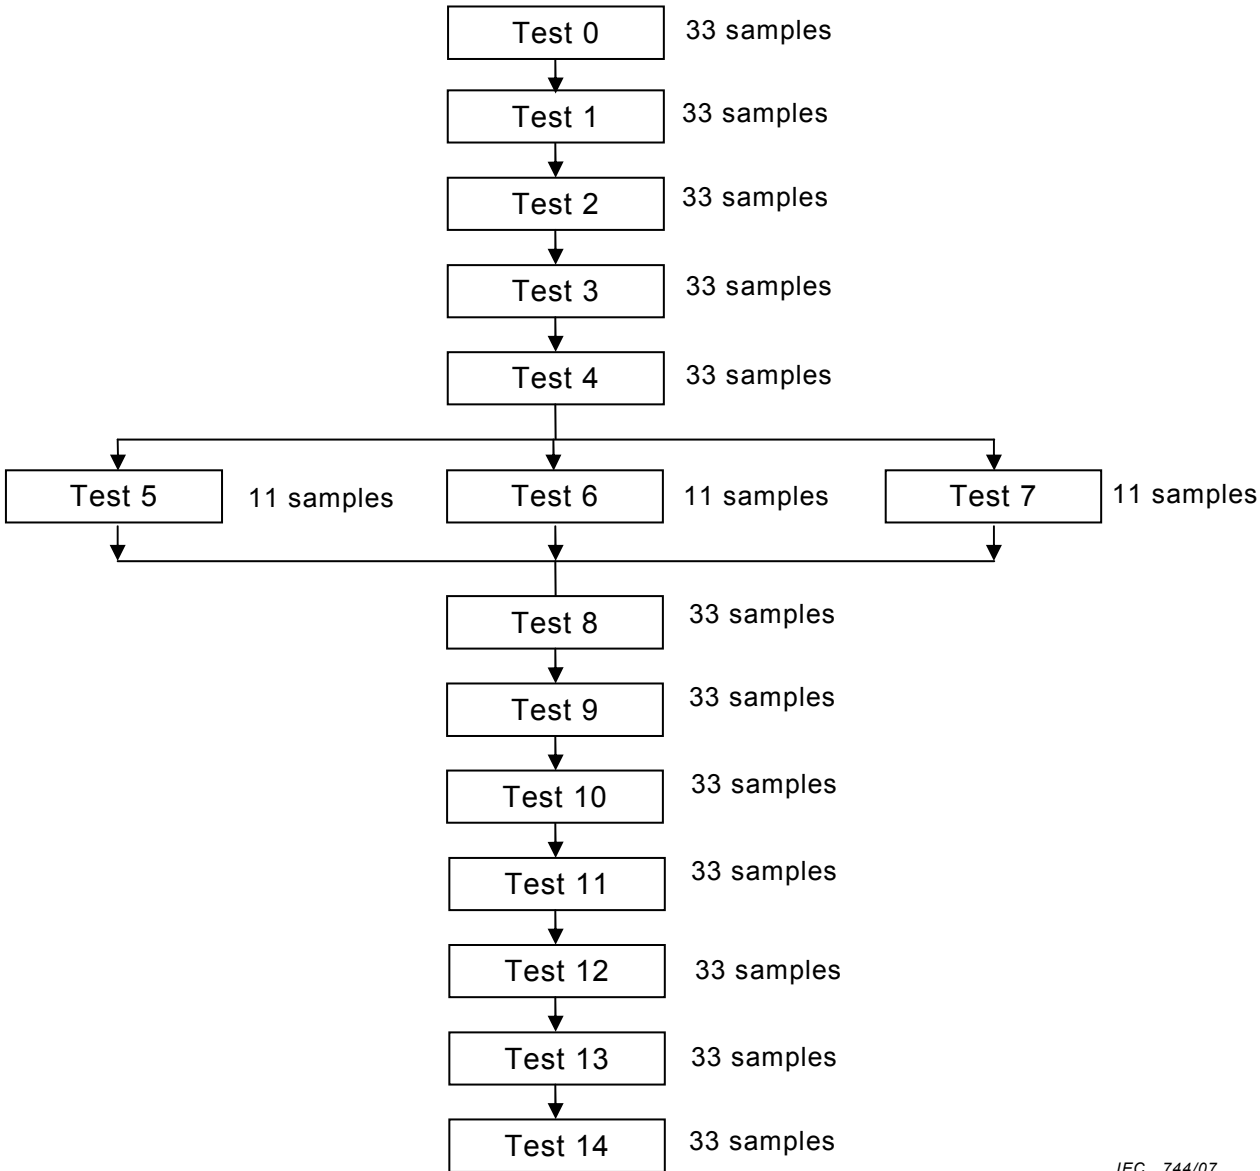 Test 0 33 samples
Test 1 33 samples
Test 2 33 samples
Test 3 33 samples
Test 4 33 samples
Test 5 11 samples Test 6 11 samples Test 7 11 samples
Test 8 33 samples
Test 9 33 samples
Test 10 33 samples
Test 11 33 samples
Test 12 33 samples
Test 13 33 samples
Test 14 33 samples
IEC 744/07